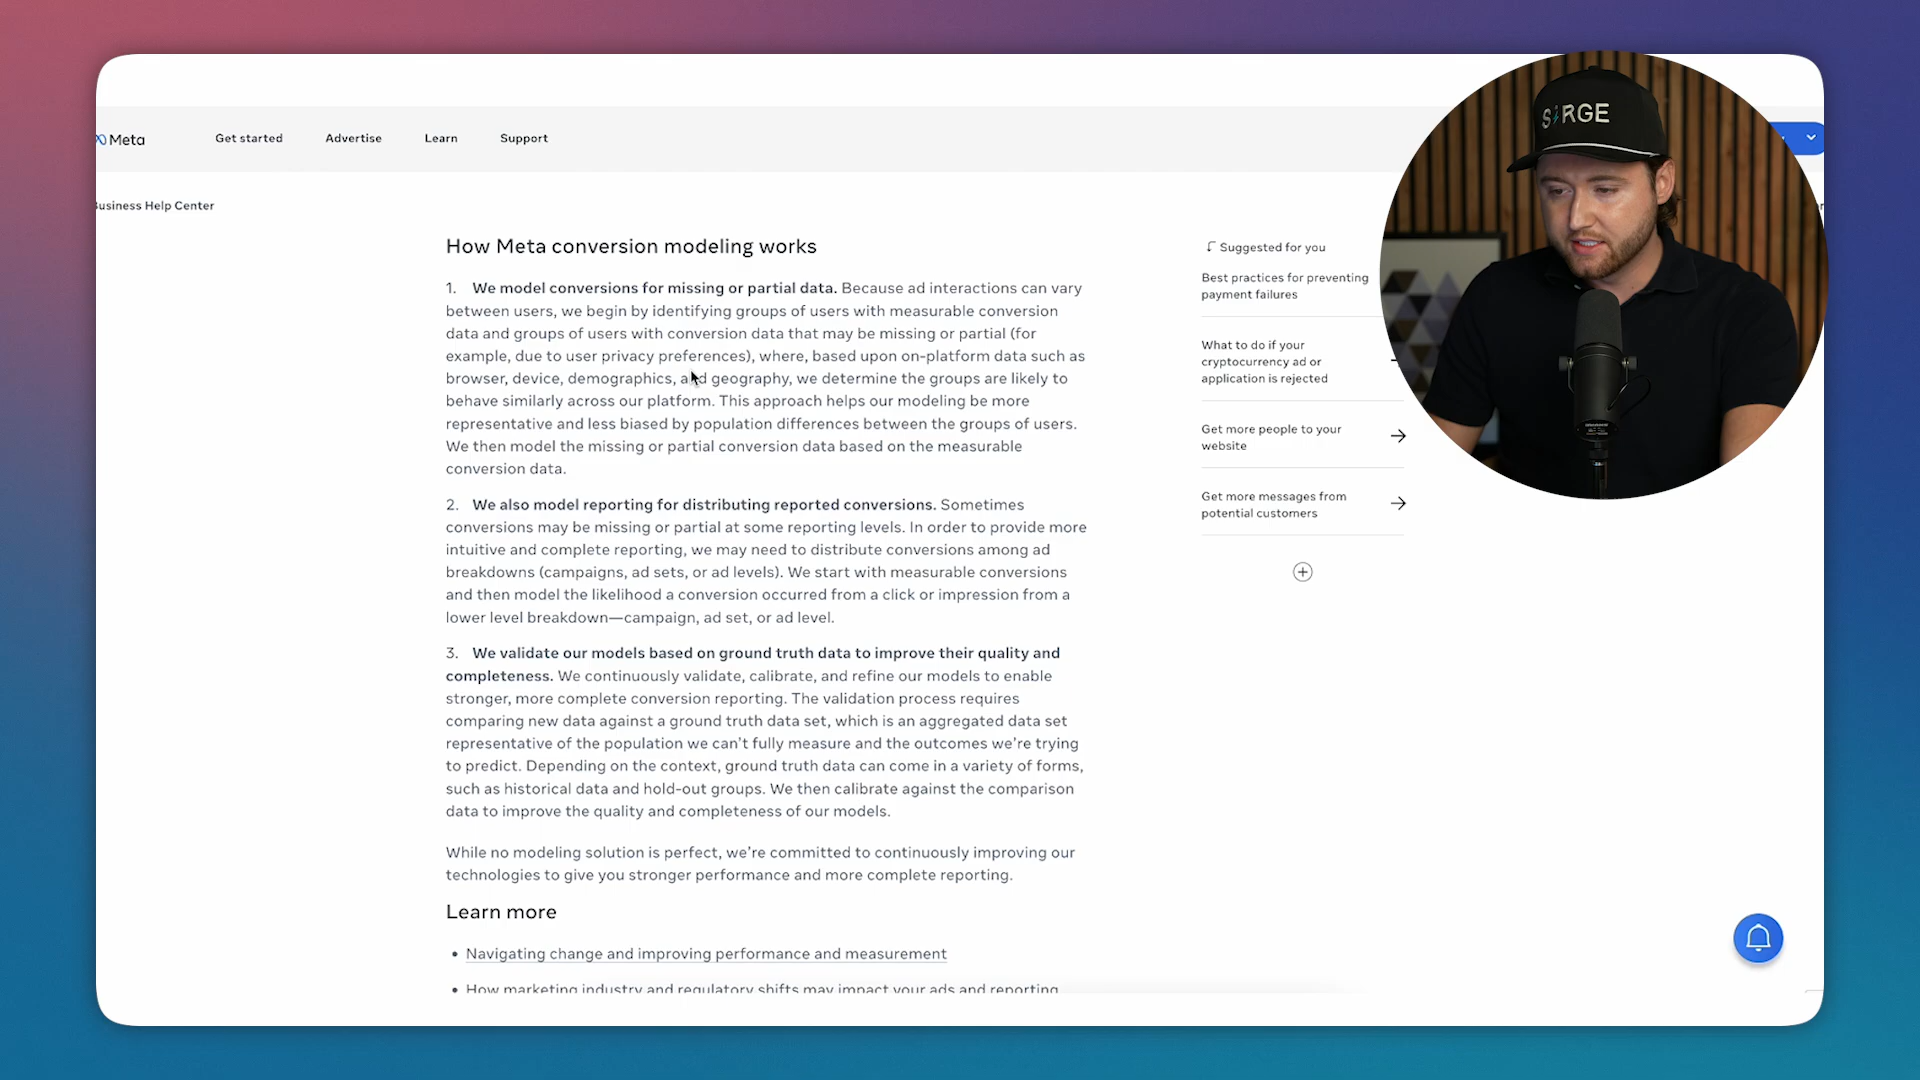 Meta
Get started
Advertise
Learn
Support
Business Help Center
How Meta conversion modeling works
1. We model conversions for missing or partial data. Because ad interactions can vary
between users, we begin by identifying groups of users with measurable conversion
data and groups of users with conversion data that may be missing or partial (for
example, due to user privacy preferences), where, based upon on-platform data such as
browser, device, demographics, and geography, we determine the groups are likely to
behave similarly across our platform. This approach helps our modeling be more
representative and less biased by population differences between the groups of users.
We then model the missing or partial conversion data based on the measurable
conversion data.
2. We also model reporting for distributing reported conversions. Sometimes
conversions may be missing or partial at some reporting levels. In order to provide more
intuitive and complete reporting, we may need to distribute conversions among ad
breakdowns (campaigns, ad sets, or ad levels). We start with measurable conversions
and then model the likelihood a conversion occurred from a click or impression from a
lower level breakdown—campaign, ad set, or ad level.
3. We validate our models based on ground truth data to improve their quality and
completeness. We continuously validate, calibrate, and refine our models to enable
stronger, more complete conversion reporting. The validation process requires
comparing new data against a ground truth data set, which is an aggregated data set
representative of the population we can't fully measure and the outcomes we're trying
to predict. Depending on the context, ground truth data can come in a variety of forms,
such as historical data and hold-out groups. We then calibrate against the comparison
data to improve the quality and completeness of our models.
While no modeling solution is perfect, we're committed to continuously improving our
technologies to give you stronger performance and more complete reporting.
Learn more
• Navigating change and improving performance and measurement
• How marketing industry and regulatory shifts may impact your ads and reporting
Suggested for you
Best practices for preventing
payment failures
What to do if your
cryptocurrency ad or
application is rejected
Get more people to your
website
Get more messages from
potential customers
SURGE